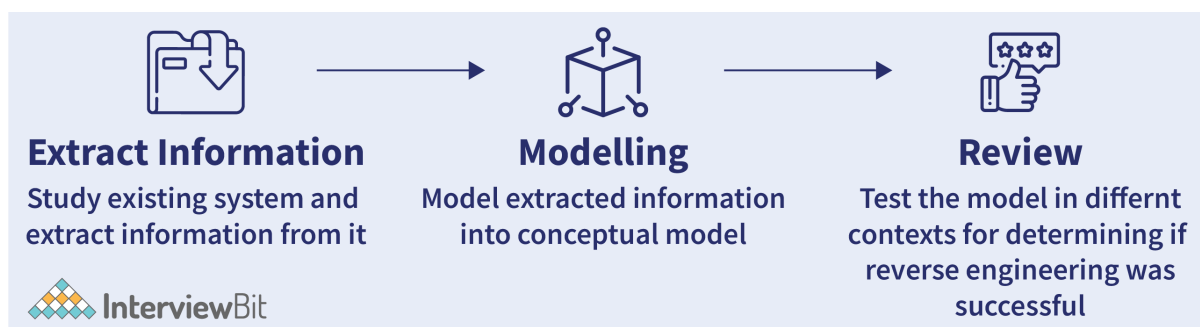 Extract Information
Study existing system and
extract information from it
Modelling
Model extracted information
into conceptual model
Review
Test the model in differnt
contexts for determining if
reverse engineering was
successful
InterviewBit